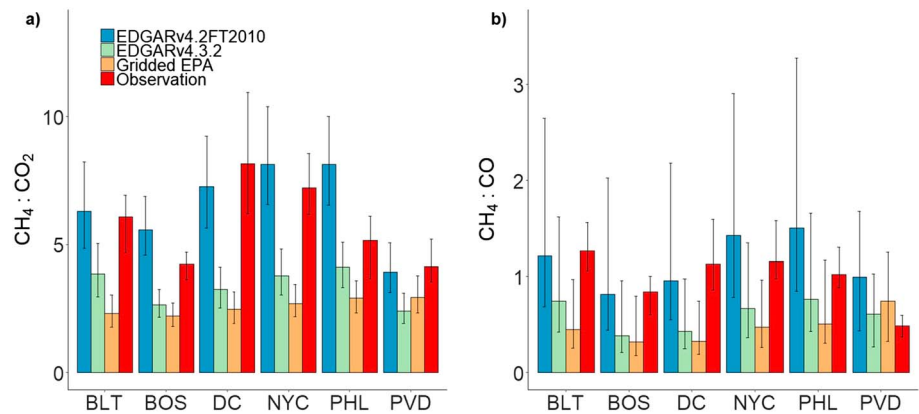 a)
EDGARv4.2FT2010
EDGARv4.3.2
Gridded EPA
Observation
10
5
0
CH₄ : CO₂
BLT BOS DC NYC PHL PVD
b)
3
2
1
0
CH₄ : CO
BLT BOS DC NYC PHL PVD